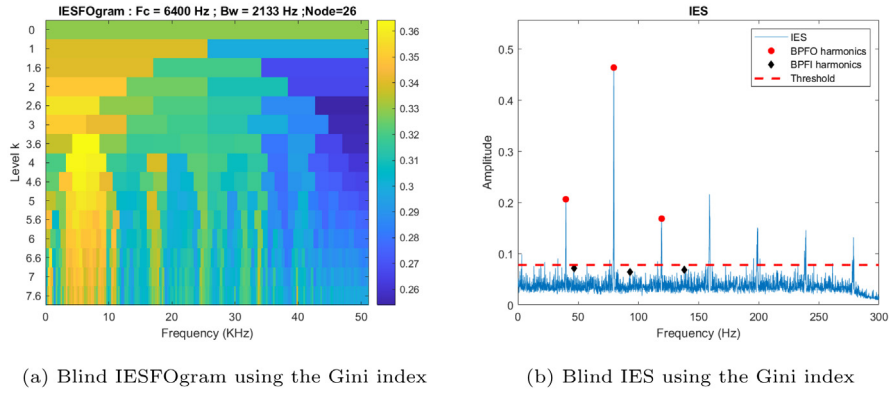 IESFOgram : Fc = 6400 Hz ; Bw = 2133 Hz ;Node=26
Level k
0
1
1.6
2
2.6
3
3.6
4
4.6
5
5.6
6
6.6
7
7.6
0 10 20 30 40 50
Frequency (KHz)
0.36
0.35
0.34
0.33
0.32
0.31
0.3
0.29
0.28
0.27
0.26
(a) Blind IESFOgram using the Gini index
IES
Amplitude
0.5
0.4
0.3
0.2
0.1
0
0 50 100 150 200 250 300
Frequency (Hz)
IES
BPFO harmonics
BPFI harmonics
Threshold
(b) Blind IES using the Gini index